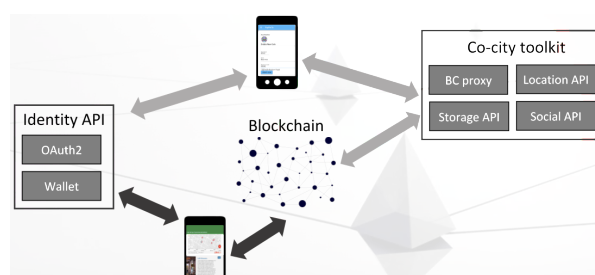 Co-city toolkit
BC proxy
Location API
Storage API
Social API
Identity API
OAuth2
Wallet
Blockchain